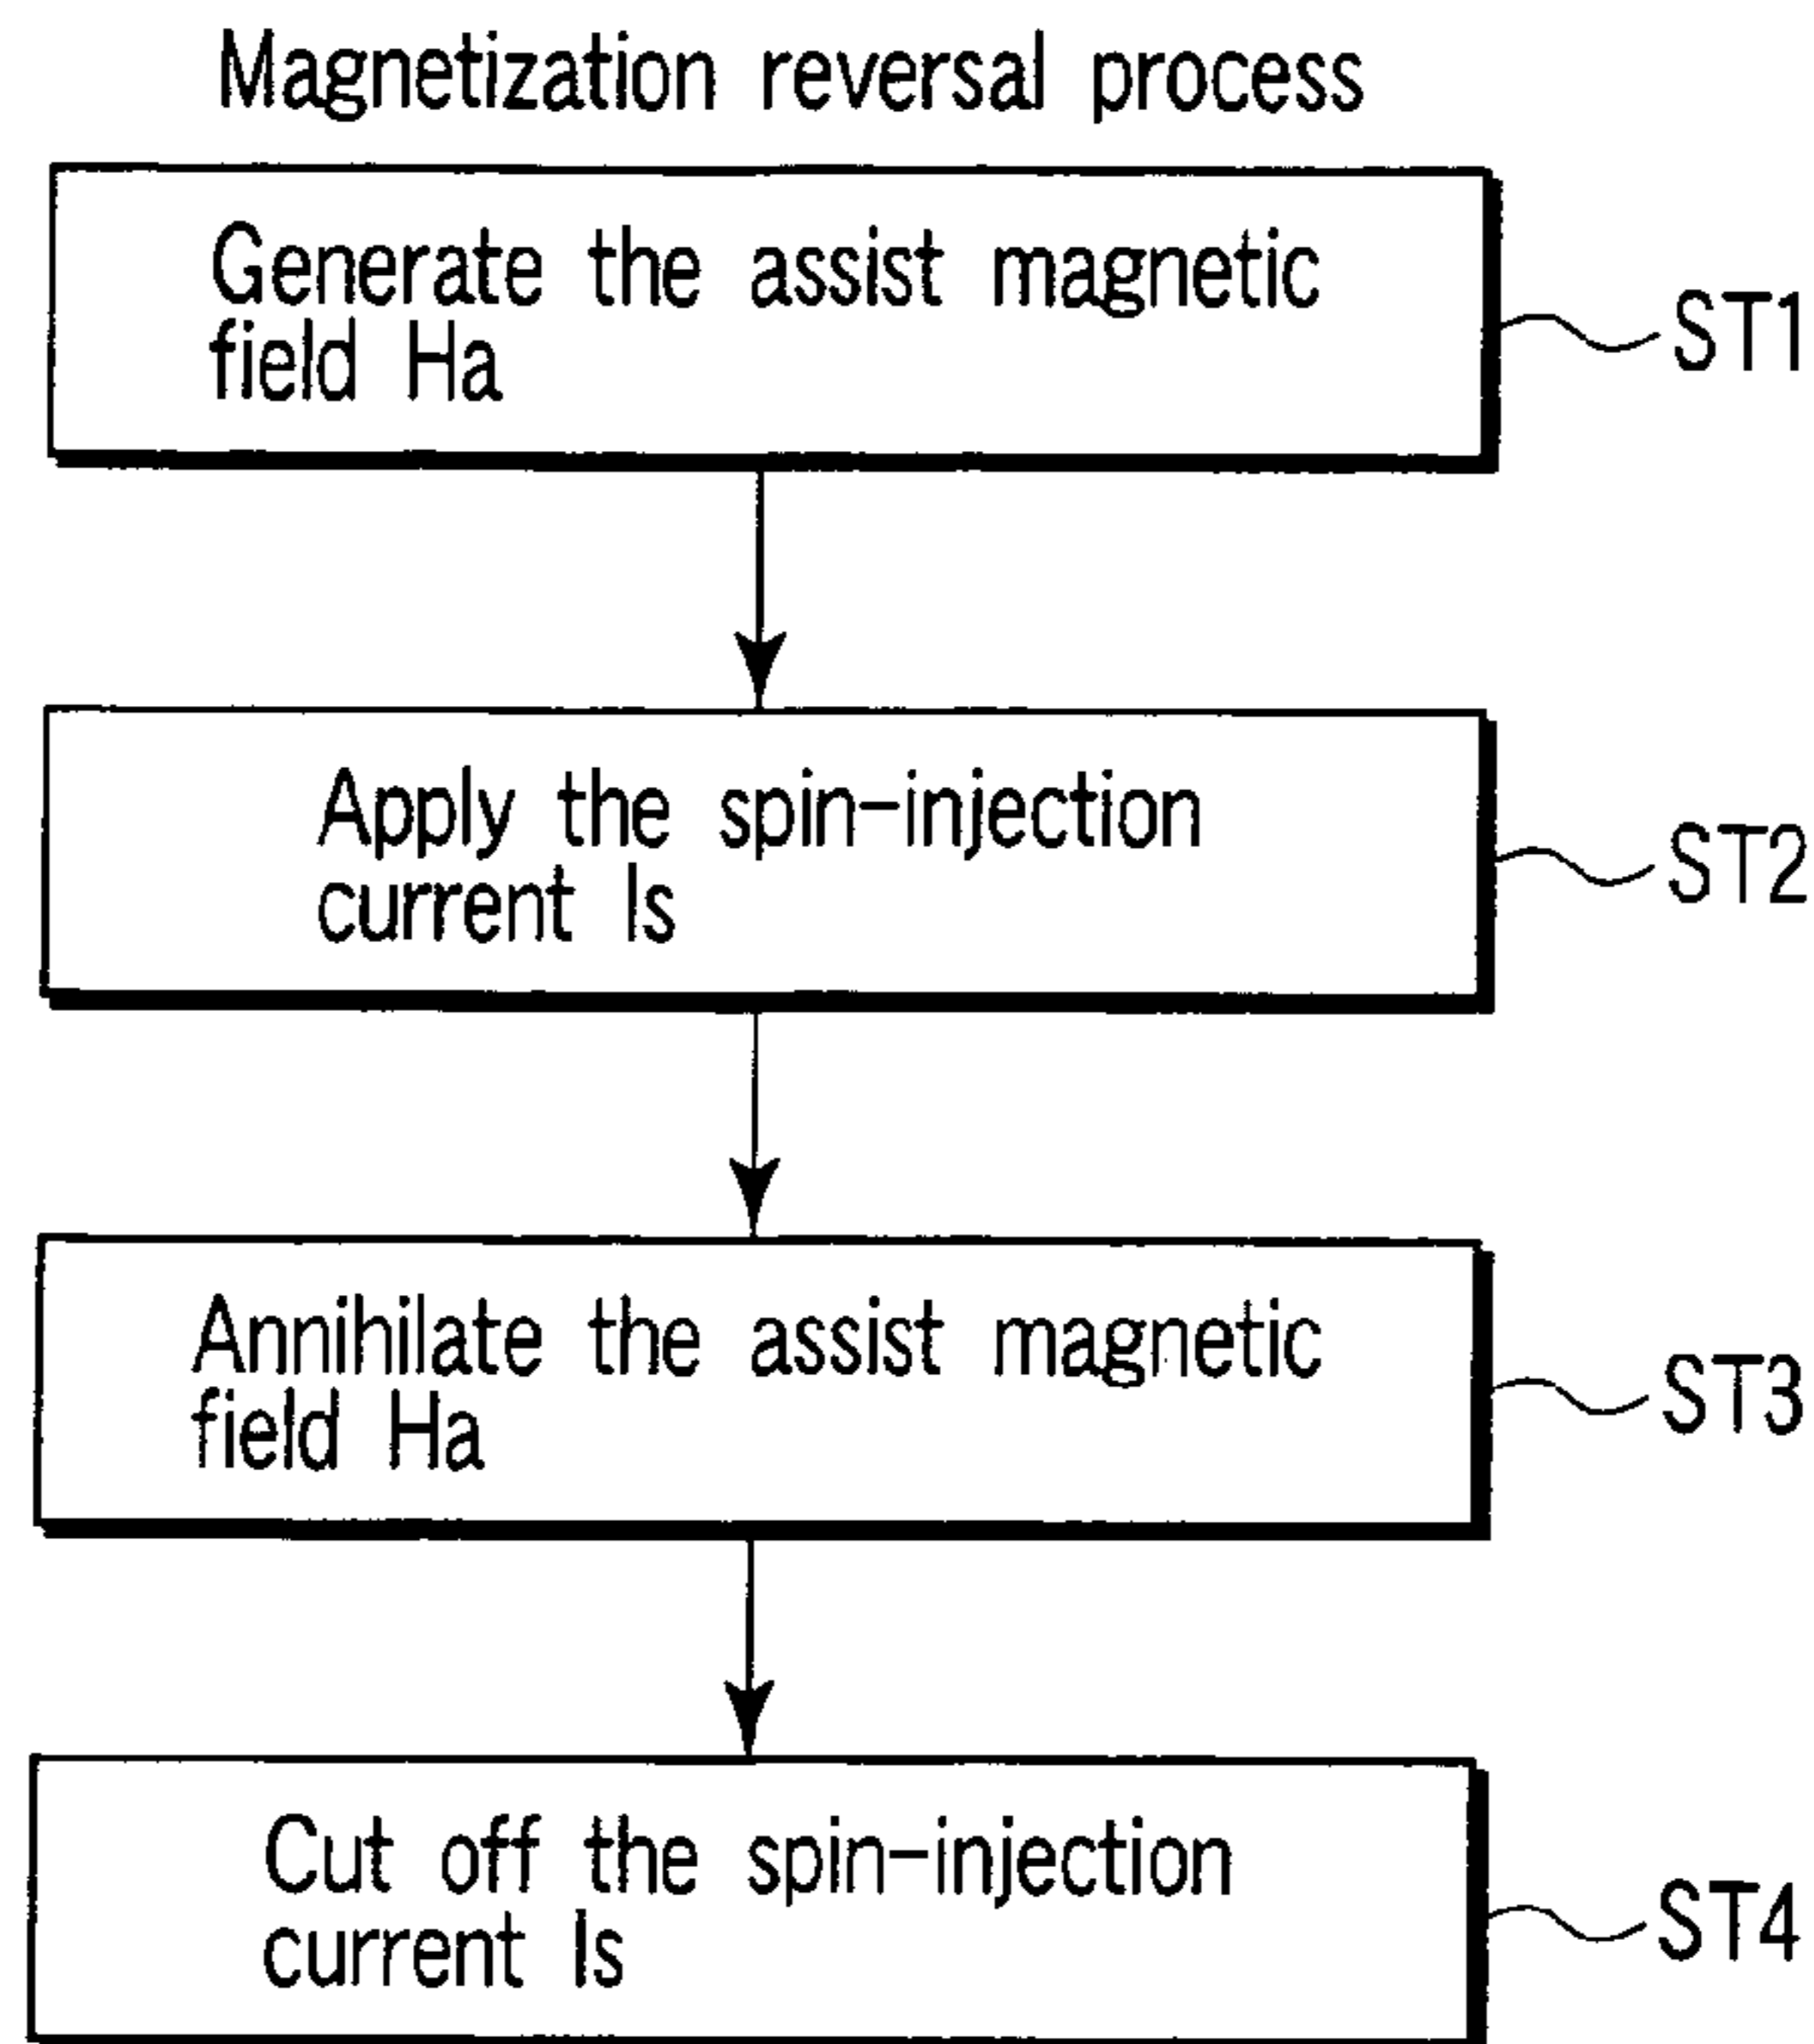 Magnetization reversal process
Generate the assist magnetic
field Ha
ST1
Apply the spin-injection
current Is
ST2
Annihilate the assist magnetic
field Ha
ST3
Cut off the spin-injection
current Is
ST4